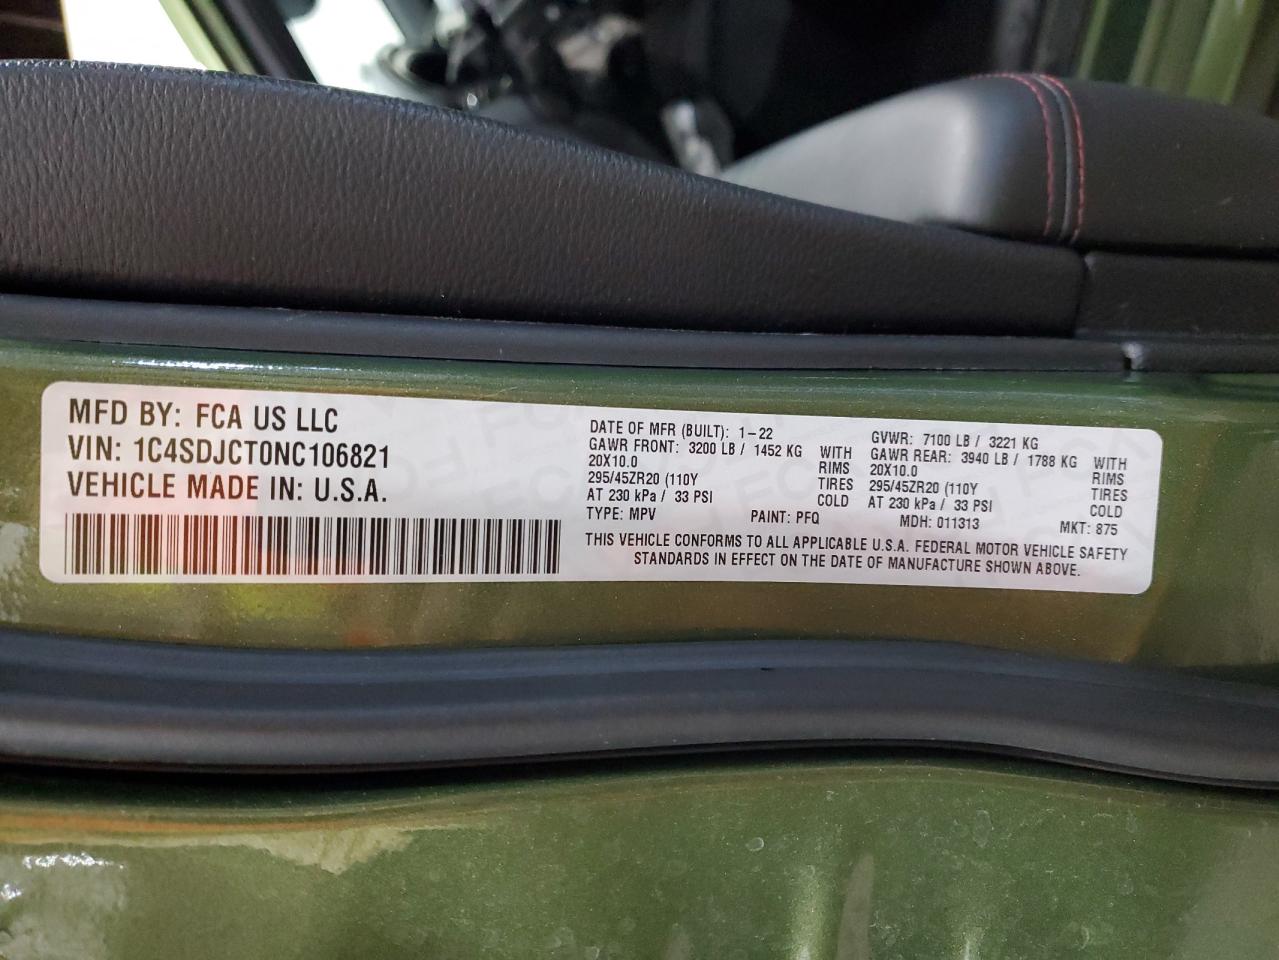 MFD BY: FCA US LLC
VIN: 1C4SDJCT0NC106821
VEHICLE MADE IN: U.S.A.
DATE OF MFR (BUILT): 1-22
GAWR FRONT: 3200 LB / 1452 KG WITH
20X10.0 RIMS
295/45ZR20 (110Y TIRES
AT 230 kPa / 33 PSI COLD
TYPE: MPV PAINT: PFQ
GVWR: 7100 LB / 3221 KG
GAWR REAR: 3940 LB / 1788 KG WITH
20X10.0 RIMS
295/45ZR20 (110Y TIRES
AT 230 kPa / 33 PSI COLD
MDH: 011313 MKT: 875
THIS VEHICLE CONFORMS TO ALL APPLICABLE U.S.A. FEDERAL MOTOR VEHICLE SAFETY
STANDARDS IN EFFECT ON THE DATE OF MANUFACTURE SHOWN ABOVE.